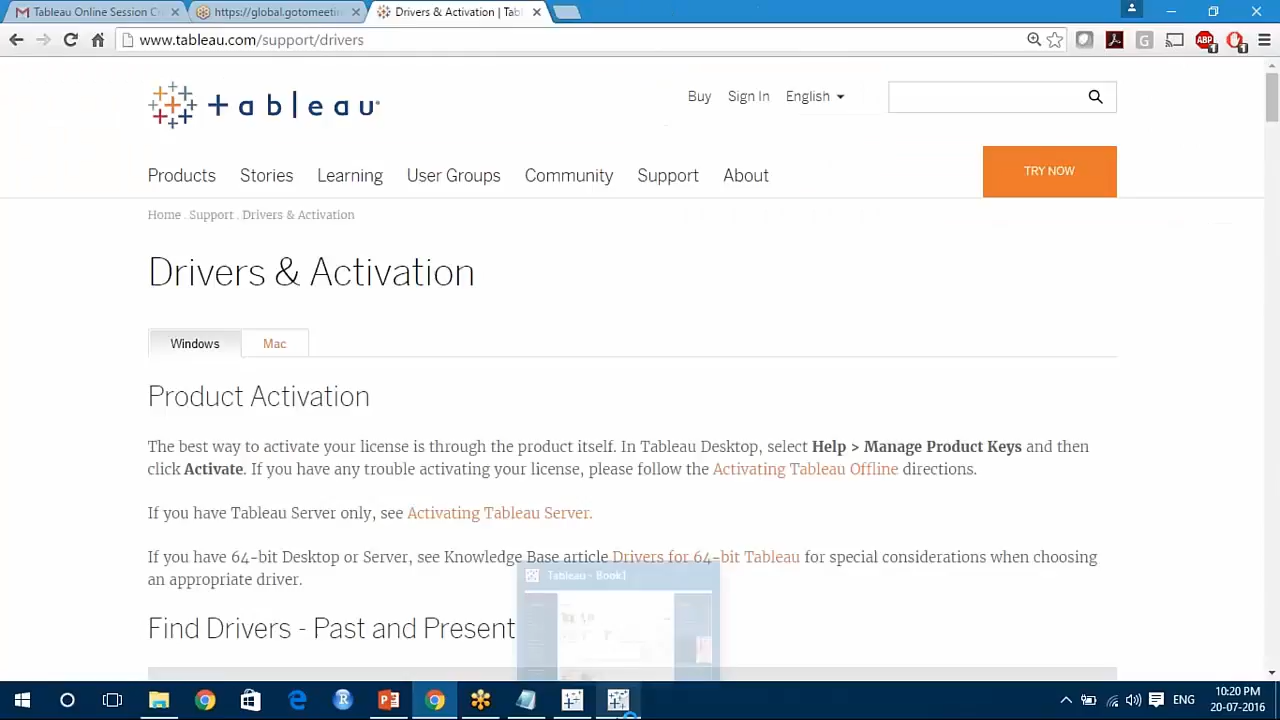 Tableau Online Session C
https://global.gotomeeti
Drivers & Activation | Tabl
www.tableau.com/support/drivers
+ a b l e a u
Buy Sign In English
Products Stories Learning User Groups Community Support About
TRY NOW
Home . Support . Drivers & Activation
Drivers & Activation
Windows Mac
Product Activation
The best way to activate your license is through the product itself. In Tableau Desktop, select Help > Manage Product Keys and then
click Activate. If you have any trouble activating your license, please follow the Activating Tableau Offline directions.
If you have Tableau Server only, see Activating Tableau Server.
If you have 64-bit Desktop or Server, see Knowledge Base article Drivers for 64-bit Tableau for special considerations when choosing
an appropriate driver.
Tableau - Book1
Find Drivers - Past and Present
ENG
10:20 PM
20-07-2016